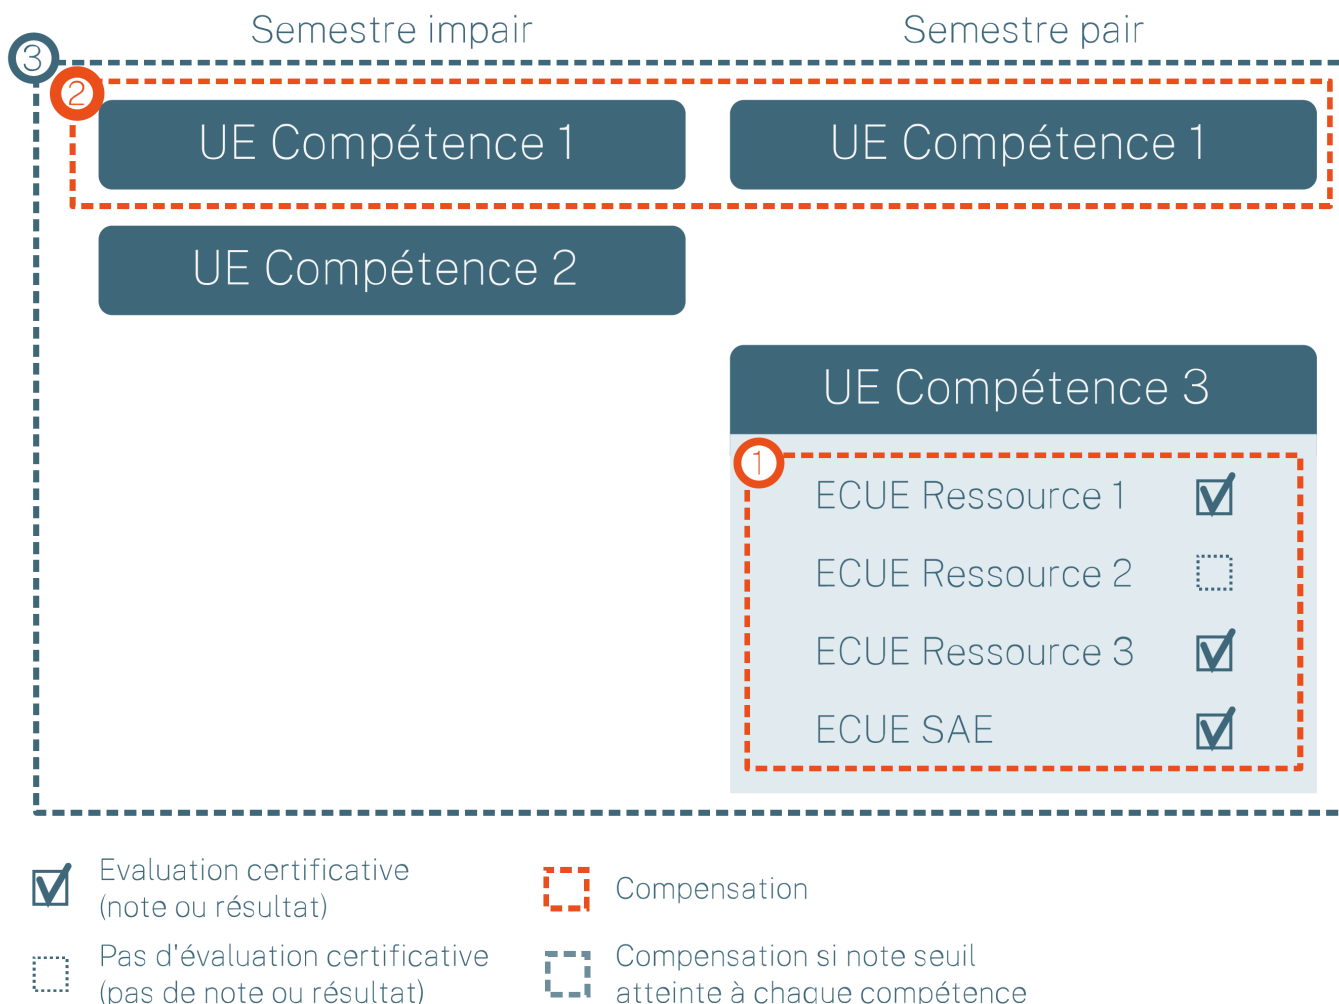 Semestre impair
Semestre pair
3
2
UE Compétence 1
UE Compétence 1
UE Compétence 2
UE Compétence 3
1
ECUE Ressource 1
ECUE Ressource 2
ECUE Ressource 3
ECUE SAE
Evaluation certificative
(note ou résultat)
Compensation
Pas d'évaluation certificative
(pas de note ou résultat)
Compensation si note seuil
atteinte à chaque compétence